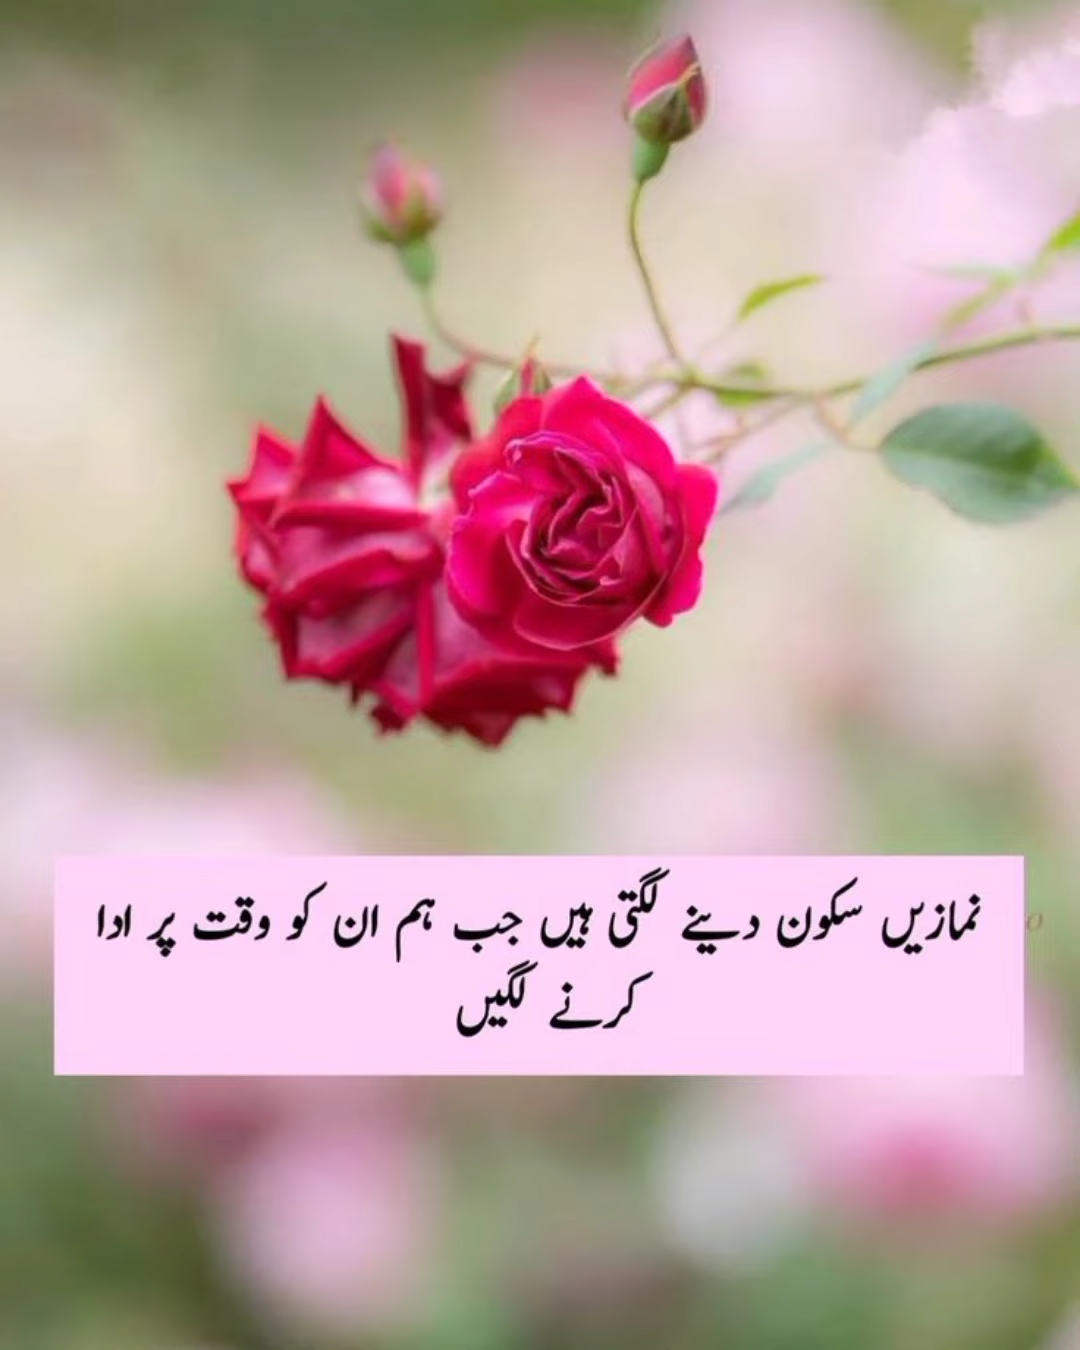 نمازیں سکون دینے لگتی ہیں جب ہم ان کو وقت پر ادا
کرنے لگیں